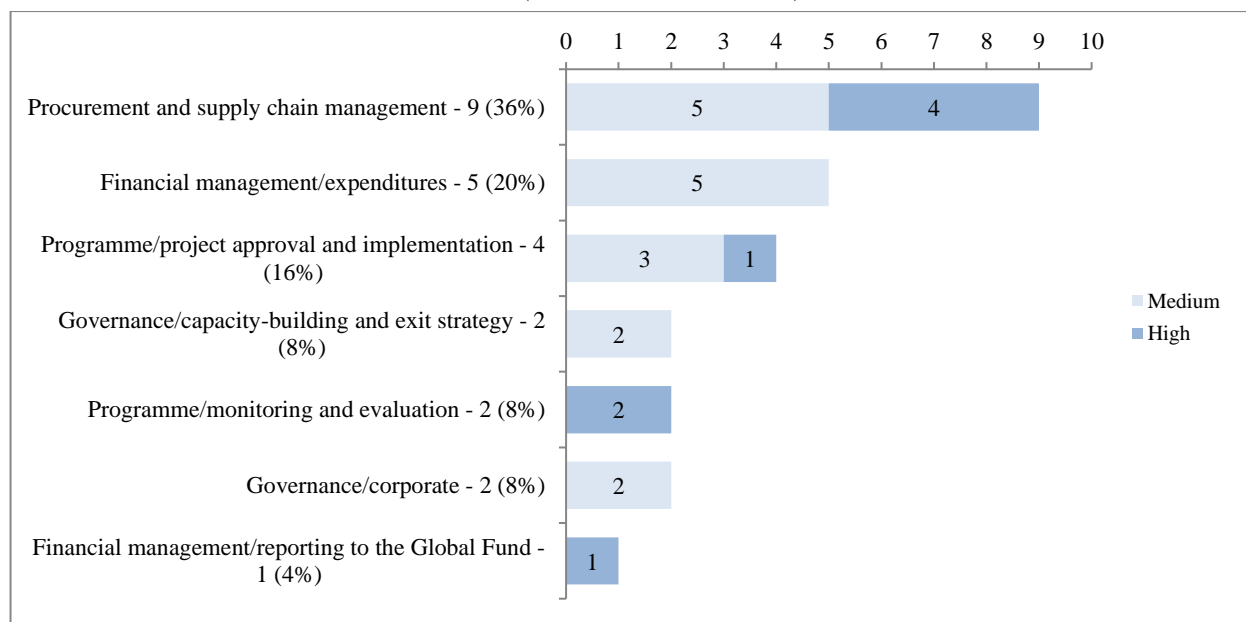 0 1 2 3 4 5 6 7 8 9 10
Procurement and supply chain management - 9 (36%)
5 4
Financial management/expenditures - 5 (20%)
5
Programme/project approval and implementation - 4
(16%)
3 1
Governance/capacity-building and exit strategy - 2
(8%)
2
Medium
High
Programme/monitoring and evaluation - 2 (8%)
2
Governance/corporate - 2 (8%)
2
Financial management/reporting to the Global Fund -
1 (4%)
1